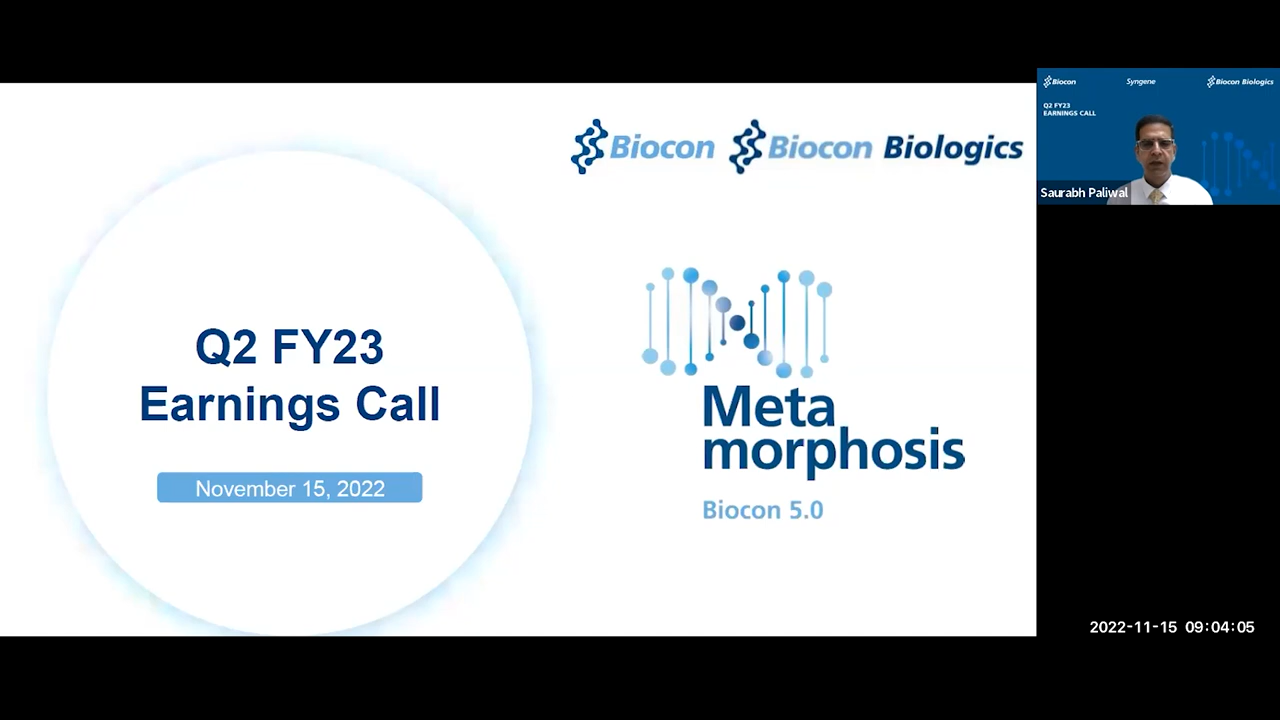 Biocon Biocon Biologics
Q2 FY23
Earnings Call
November 15, 2022
Meta
morphosis
Biocon 5.0
Biocon Syngene Biocon Biologics
Q2 FY23
EARNINGS CALL
Saurabh Paliwal
2022-11-15 09:04:05